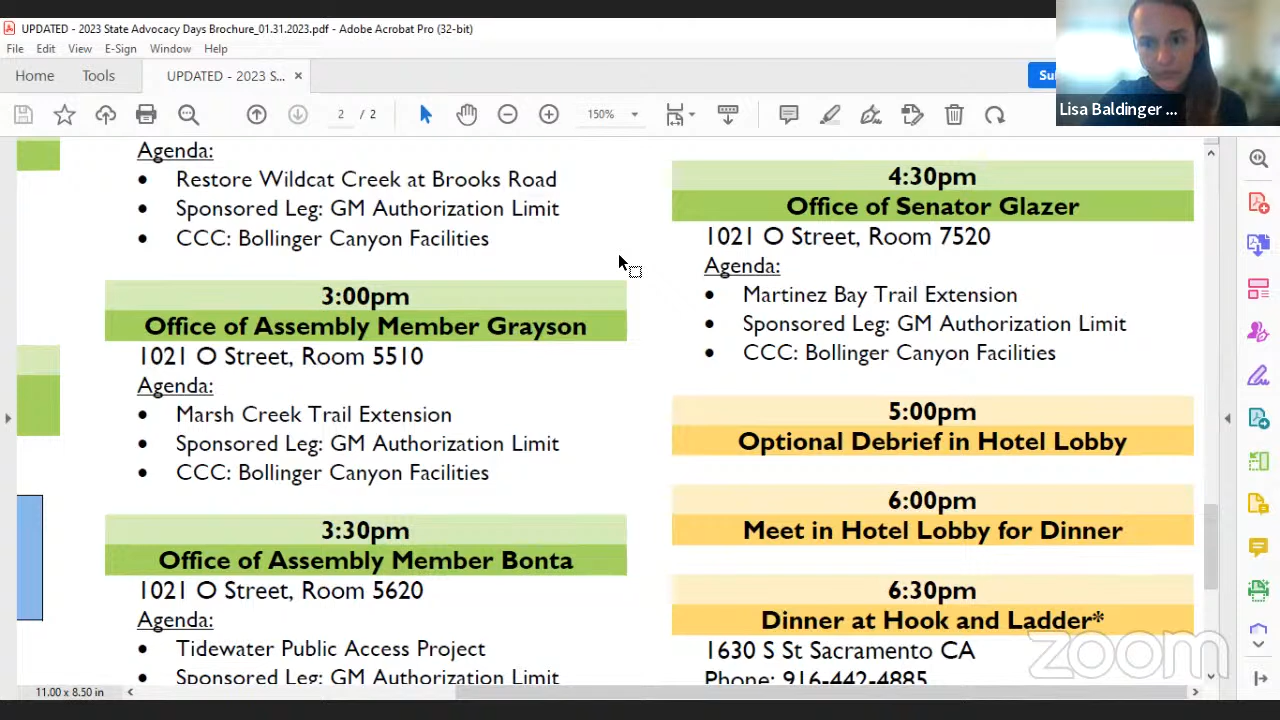 UPDATED - 2023 State Advocacy Days Brochure_01.31.2023.pdf - Adobe Acrobat Pro (32-bit)
File Edit View E-Sign Window Help
Home Tools UPDATED - 2023 S... ×
2 / 2 150%
Lisa Baldinger ...
Agenda:
• Restore Wildcat Creek at Brooks Road
• Sponsored Leg: GM Authorization Limit
• CCC: Bollinger Canyon Facilities
3:00pm
Office of Assembly Member Grayson
1021 O Street, Room 5510
Agenda:
• Marsh Creek Trail Extension
• Sponsored Leg: GM Authorization Limit
• CCC: Bollinger Canyon Facilities
3:30pm
Office of Assembly Member Bonta
1021 O Street, Room 5620
Agenda:
• Tidewater Public Access Project
• Sponsored Leg: GM Authorization Limit
4:30pm
Office of Senator Glazer
1021 O Street, Room 7520
Agenda:
• Martinez Bay Trail Extension
• Sponsored Leg: GM Authorization Limit
• CCC: Bollinger Canyon Facilities
5:00pm
Optional Debrief in Hotel Lobby
6:00pm
Meet in Hotel Lobby for Dinner
6:30pm
Dinner at Hook and Ladder*
1630 S St Sacramento CA
Phone: 916-442-4885
zoom
11.00 x 8.50 in